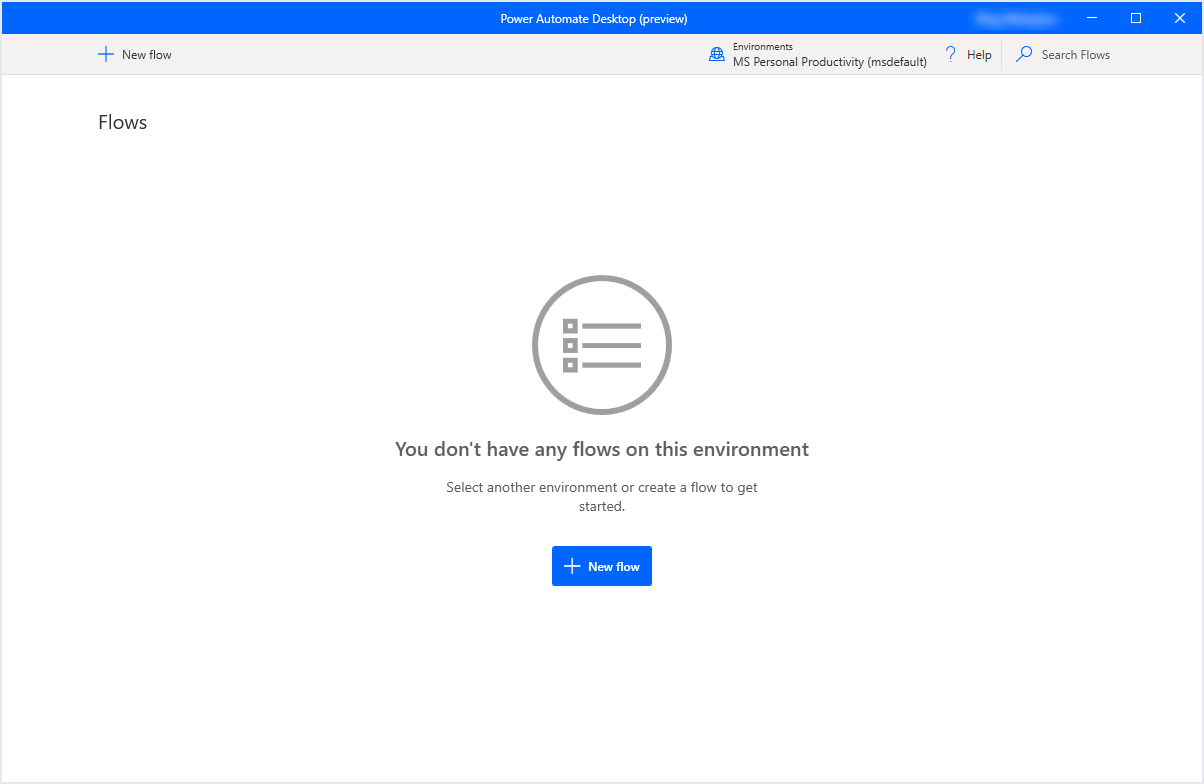 Power Automate Desktop (preview)
New flow
Environments
MS Personal Productivity (msdefault)
? Help
Search Flows
Flows
You don't have any flows on this environment
Select another environment or create a flow to get
started.
New flow